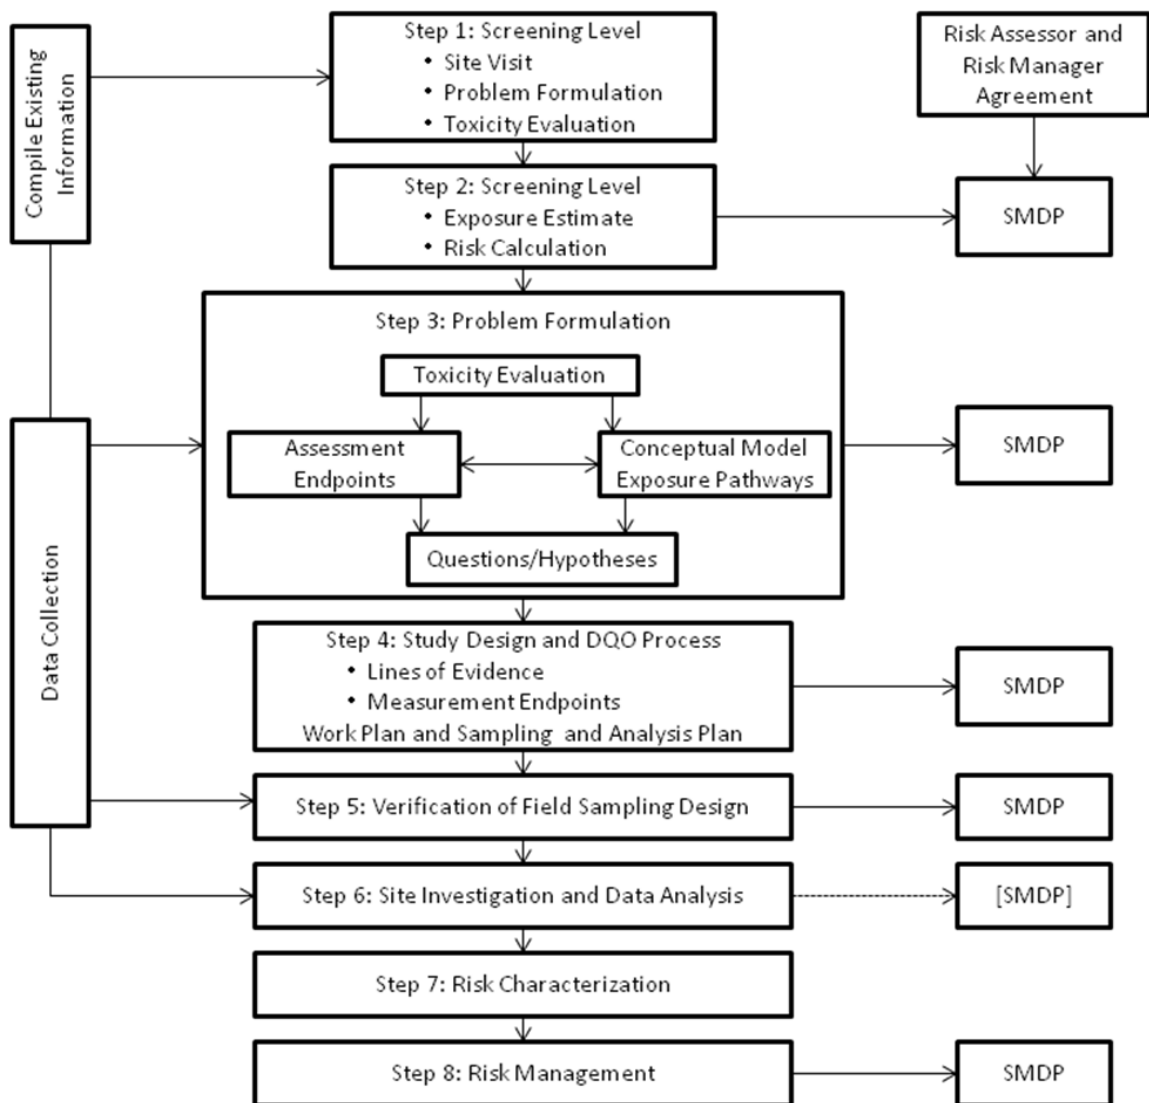 Compile Existing
Information
Step 1: Screening Level
• Site Visit
• Problem Formulation
• Toxicity Evaluation
Risk Assessor and
Risk Manager
Agreement
Step 2: Screening Level
• Exposure Estimate
• Risk Calculation
SMDP
Data Collection
Step 3: Problem Formulation
Toxicity Evaluation
Assessment
Endpoints
Conceptual Model
Exposure Pathways
Questions/Hypotheses
SMDP
Step 4: Study Design and DQO Process
• Lines of Evidence
• Measurement Endpoints
Work Plan and Sampling and Analysis Plan
SMDP
Step 5: Verification of Field Sampling Design
SMDP
Step 6: Site Investigation and Data Analysis
[SMDP]
Step 7: Risk Characterization
Step 8: Risk Management
SMDP